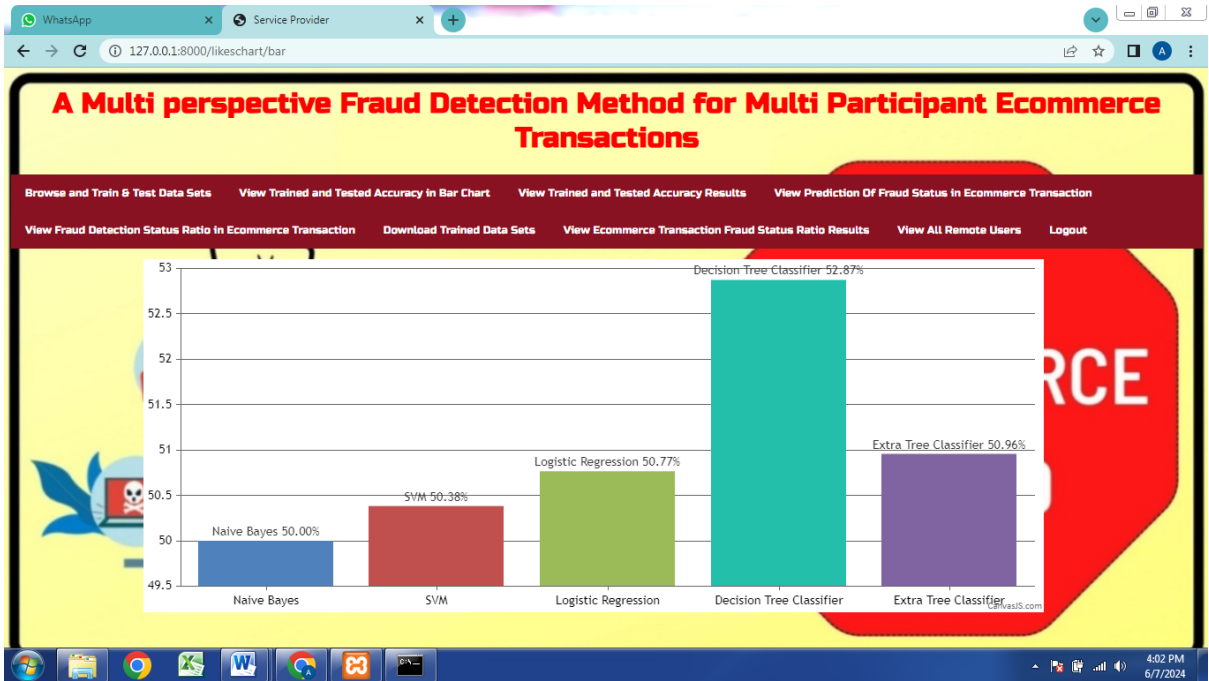 WhatsApp
Service Provider
127.0.0.1:8000/likeschart/bar
A
A Multi perspective Fraud Detection Method for Multi Participant Ecommerce
Transactions
Browse and Train & Test Data Sets View Trained and Tested Accuracy in Bar Chart View Trained and Tested Accuracy Results View Prediction Of Fraud Status in Ecommerce Transaction
View Fraud Detection Status Ratio in Ecommerce Transaction Download Trained Data Sets View Ecommerce Transaction Fraud Status Ratio Results View All Remote Users Logout
53
Decision Tree Classifier 52.87%
52.5
52
RCE
51.5
51
Extra Tree Classifier 50.96%
Logistic Regression 50.77%
50.5
SVM 50.38%
Naive Bayes 50.00%
50
49.5
Naive Bayes SVM Logistic Regression Decision Tree Classifier Extra Tree Classifier
CanvasJS.com
4:02 PM
6/7/2024